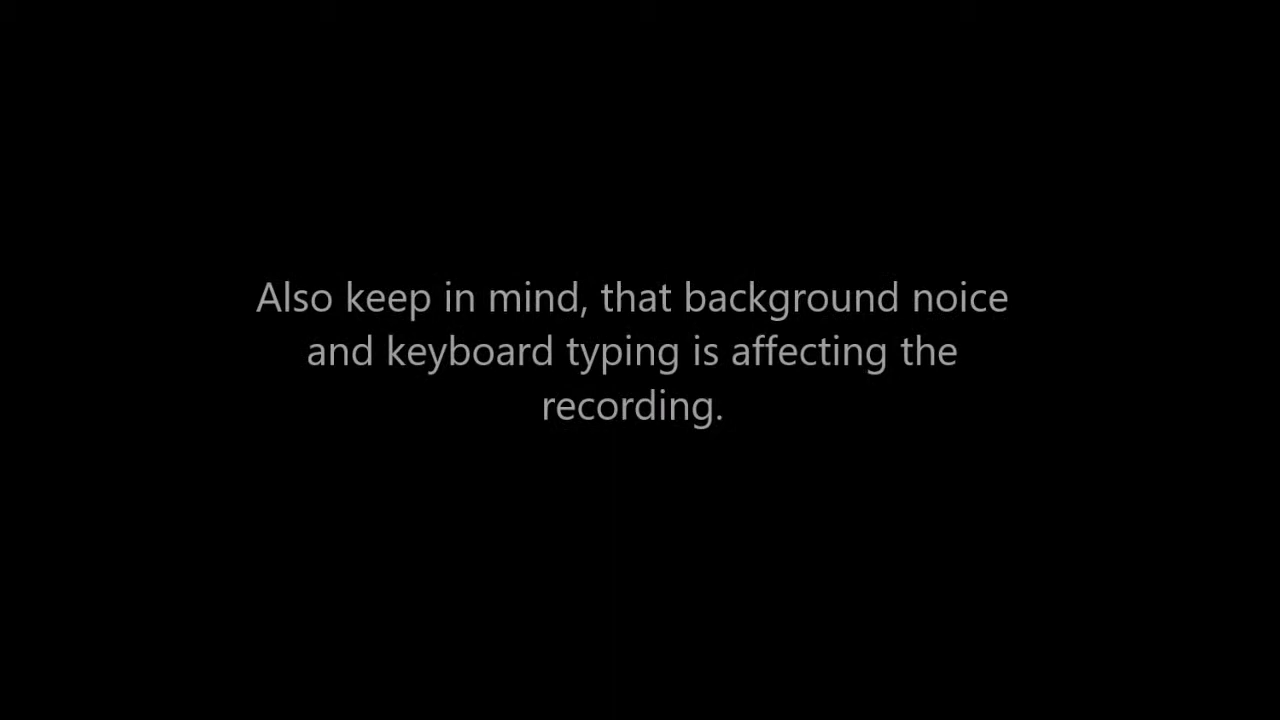 Also keep in mind, that background noice
and keyboard typing is affecting the
recording.